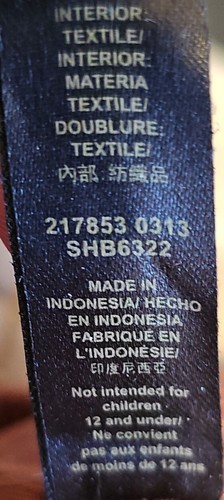 INTERIOR:
TEXTILE/
INTERIOR:
MATERIA
TEXTILE/
DOUBLURE:
TEXTILE/
內部: 紡織品
217853 0313
SHB6322
MADE IN
INDONESIA/ HECHO
EN INDONESIA
FABRIQUÉ EN
L'INDONÉSIE/
印度尼西亞
Not intended for
children
12 and under/
Ne convient
pas aux enfants
de moins de 12 ans